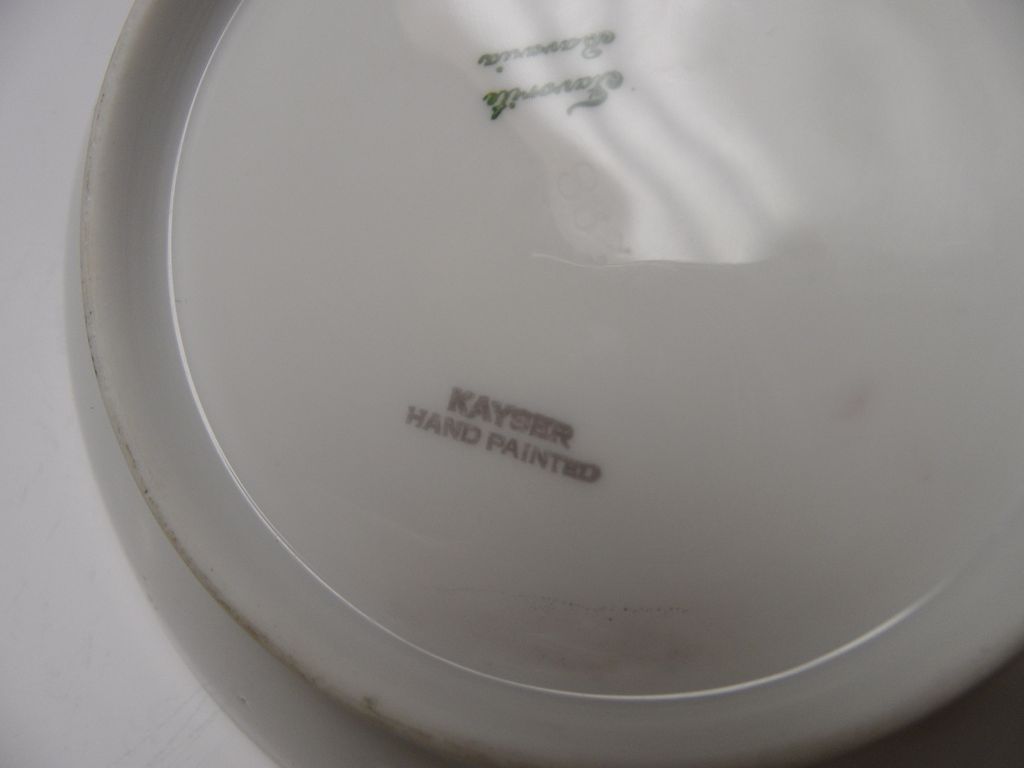 Favorite
Bavaria
KAYSER
HAND PAINTED